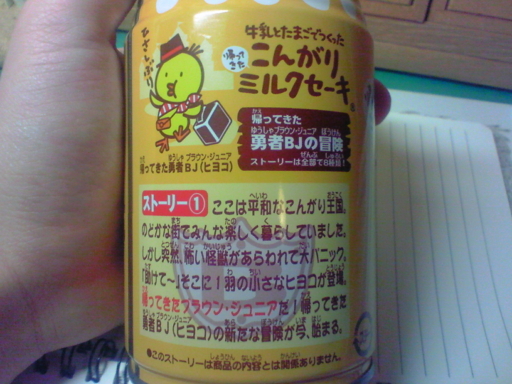 ひさしぶり
牛乳とたまごでつくった
帰ってきた
こんがり
ミルクセーキ®
帰ってきた
勇者BJの冒険
ストーリーは全部で8種類!
帰ってきた勇者BJ(ヒヨコ)
ストーリー① ここは平和なこんがり王国。
のどかな街でみんな楽しく暮らしていました。
しかし突然、怖い怪獣があらわれて大パニック。
「助けて〜」そこに1羽の小さなヒヨコが登場。
帰ってきたブラウン・ジュニアだ!帰ってきた
勇者BJ(ヒヨコ)の新たな冒険が今、始まる。
●このストーリーは商品の内容とは関係ありません。